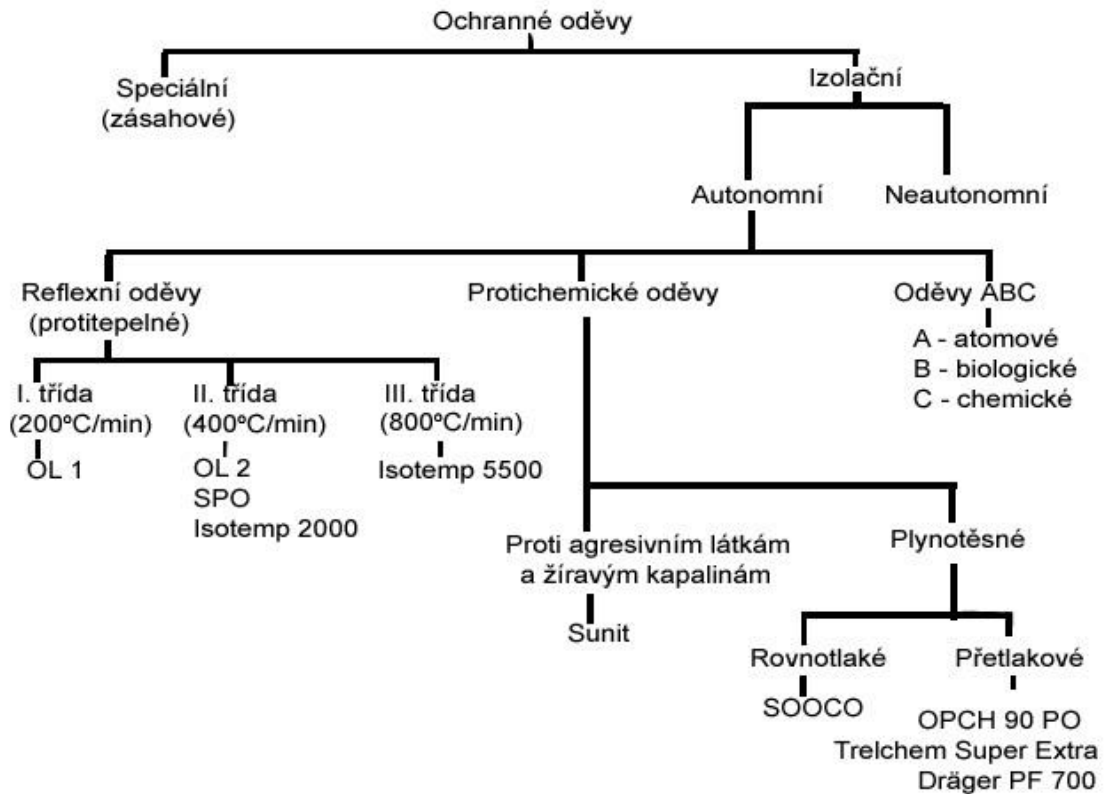 Ochranné oděvy
Speciální
(zásahové)
Izolační
Autonomní
Neautonomní
Reflexní oděvy
(protitepelné)
Protichemické oděvy
Oděvy ABC
A - atomové
B - biologické
C - chemické
I. třída
(200ºC/min)
II. třída
(400ºC/min)
III. třída
(800ºC/min)
OL 1
OL 2
SPO
Isotemp 2000
Isotemp 5500
Proti agresivním látkám
a žíravým kapalinám
Plynotěsné
Sunit
Rovnotlaké
Přetlakové
SOOCO
OPCH 90 PO
Trelchem Super Extra
Dräger PF 700